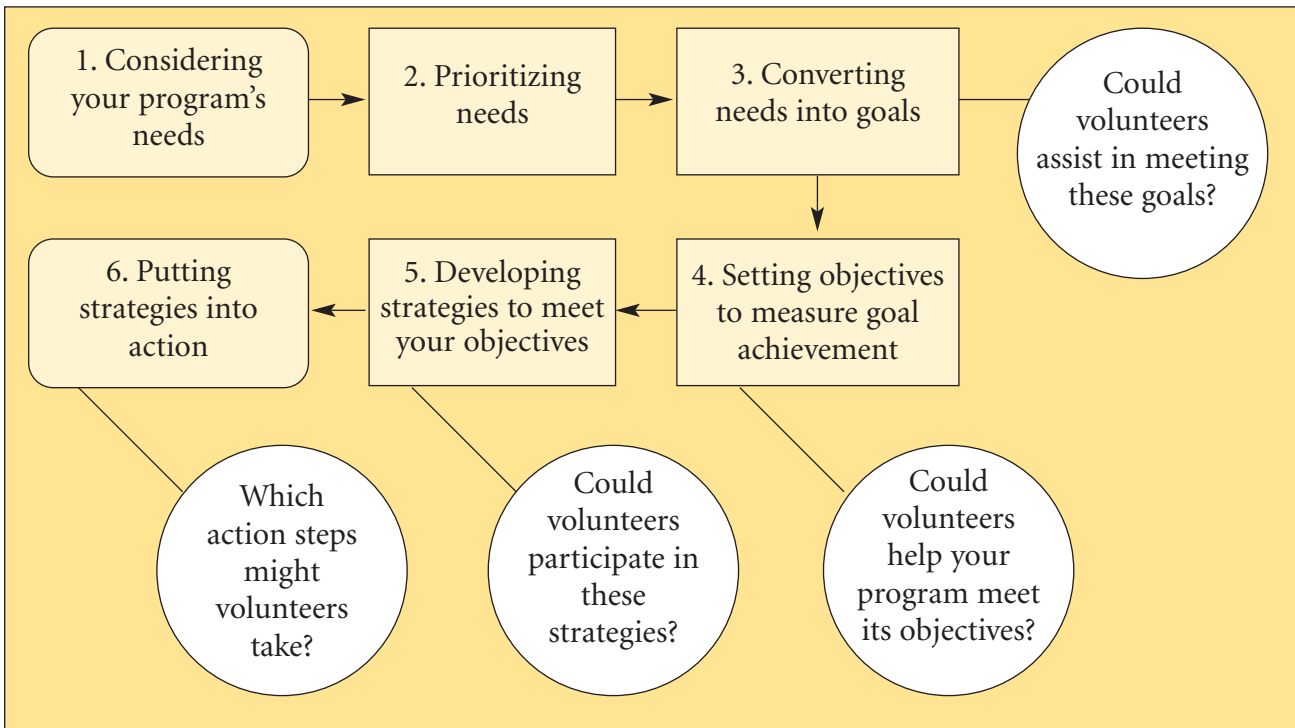 1. Considering
your program's
needs
2. Prioritizing
needs
3. Converting
needs into goals
Could
volunteers
assist in meeting
these goals?
4. Setting objectives
to measure goal
achievement
5. Developing
strategies to meet
your objectives
6. Putting
strategies into
action
Which
action steps
might
volunteers
take?
Could
volunteers
participate in
these
strategies?
Could
volunteers
help your
program meet
its objectives?